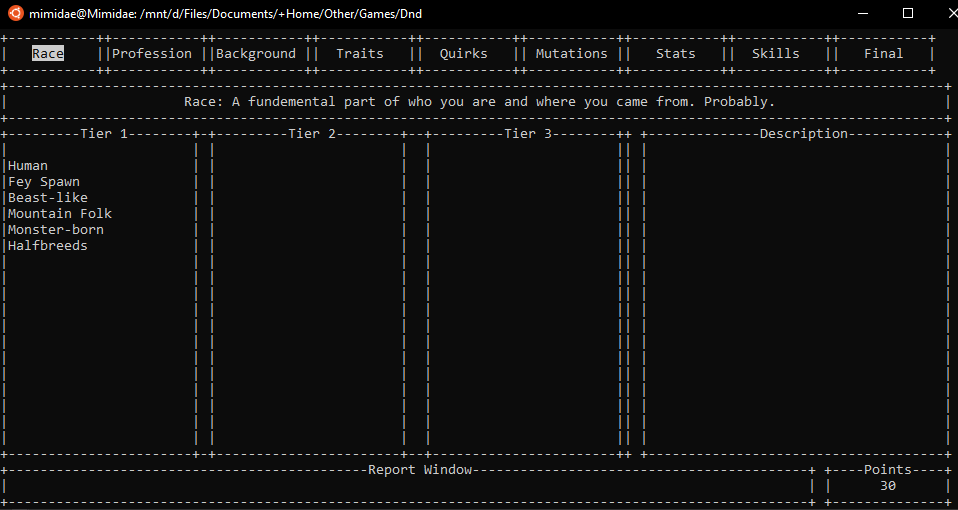 mimidae@Mimidae: /mnt/d/Files/Documents/+Home/Other/Games/Dnd
Race Profession Background Traits Quirks Mutations Stats Skills Final
Race: A fundemental part of who you are and where you came from. Probably.
Tier 1 Tier 2 Tier 3 Description
Human
Fey Spawn
Beast-like
Mountain Folk
Monster-born
Halfbreeds
Report Window Points
30